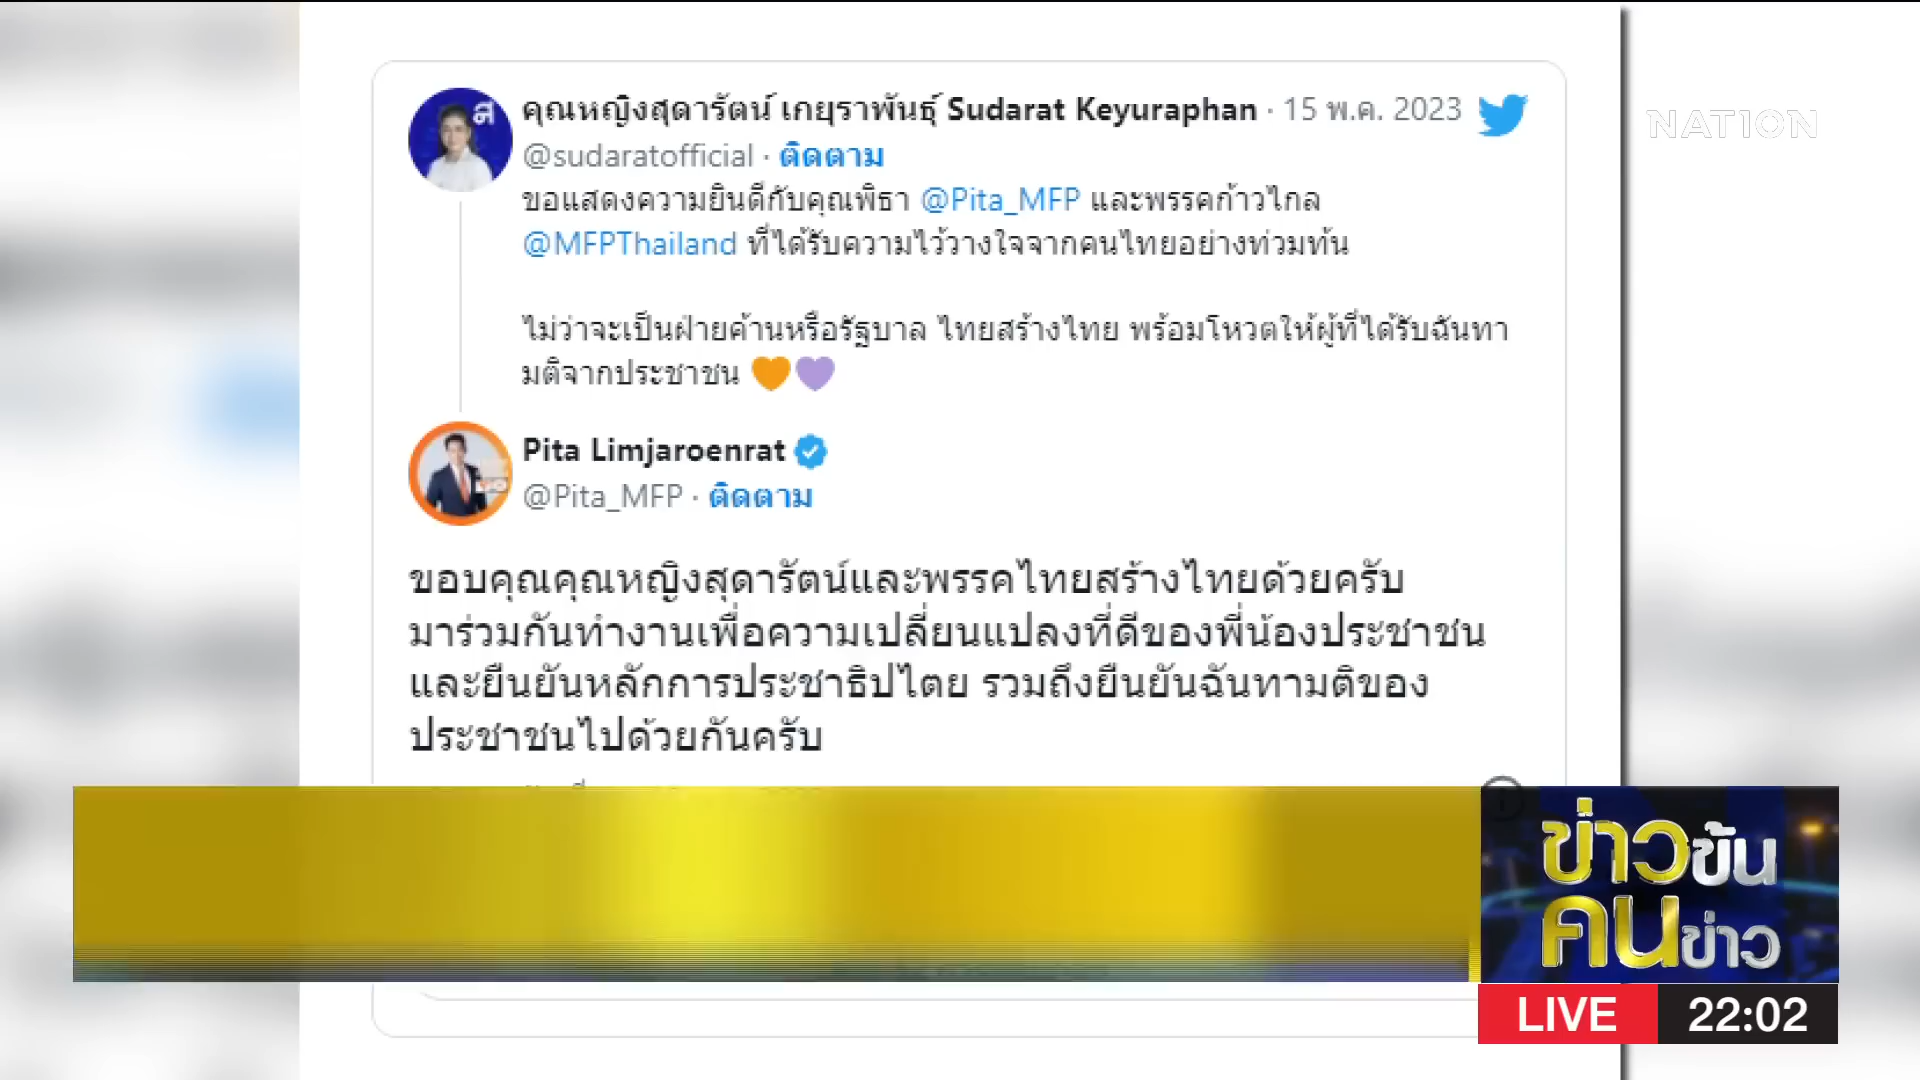 คุณหญิงสุดารัตน์ เกยุราพันธุ์ Sudarat Keyuraphan · 15 พ.ค. 2023
@sudaratofficial · ติดตาม
ขอแสดงความยินดีกับคุณพิธา @Pita_MFP และพรรคก้าวไกล
@MFPThailand ที่ได้รับความไว้วางใจจากคนไทยอย่างท่วมท้น
ไม่ว่าจะเป็นฝ่ายค้านหรือรัฐบาล ไทยสร้างไทย พร้อมโหวตให้ผู้ที่ได้รับฉันทา
มติจากประชาชน 🧡💜
Pita Limjaroenrat
@Pita_MFP · ติดตาม
ขอบคุณคุณหญิงสุดารัตน์และพรรคไทยสร้างไทยด้วยครับ
มาร่วมกันทำงานเพื่อความเปลี่ยนแปลงที่ดีของพี่น้องประชาชน
และยืนยันหลักการประชาธิปไตย รวมถึงยืนยันฉันทามติของ
ประชาชนไปด้วยกันครับ
NATION
ข่าวข้น
คนข่าว
LIVE 22:02